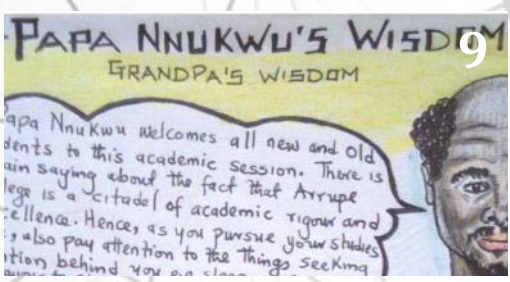 PAPA NNUKWU'S WISDOM
9
GRANDPA'S WISDOM
apa Nnukwu welcomes all new and old
dents to this academic session. There is
ain saying about the fact that Arrupe
lege is a citadel of academic rigour and
cellence. Hence, as you pursue your studies
, also pay attention to the things seeking
tion behind you e.g